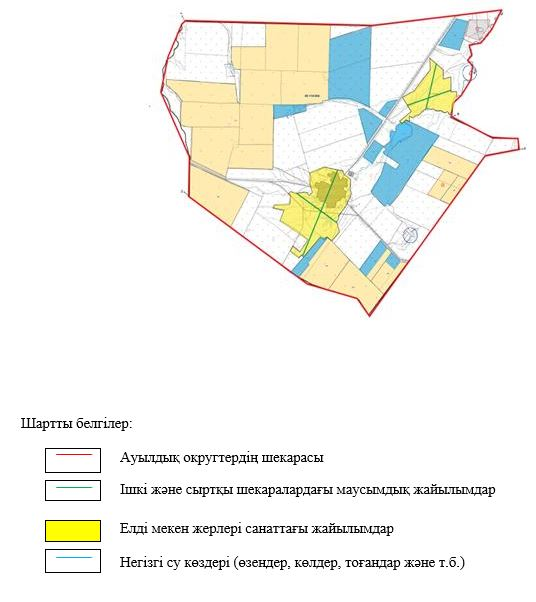 Шартты белгілер:
Ауылдық округтердің шекарасы
Ішкі және сыртқы шекаралардағы маусымдық жайылымдар
Елді мекен жерлері санаттағы жайылымдар
Негізгі су көздері (өзендер, көлдер, тоғандар және т.б.)